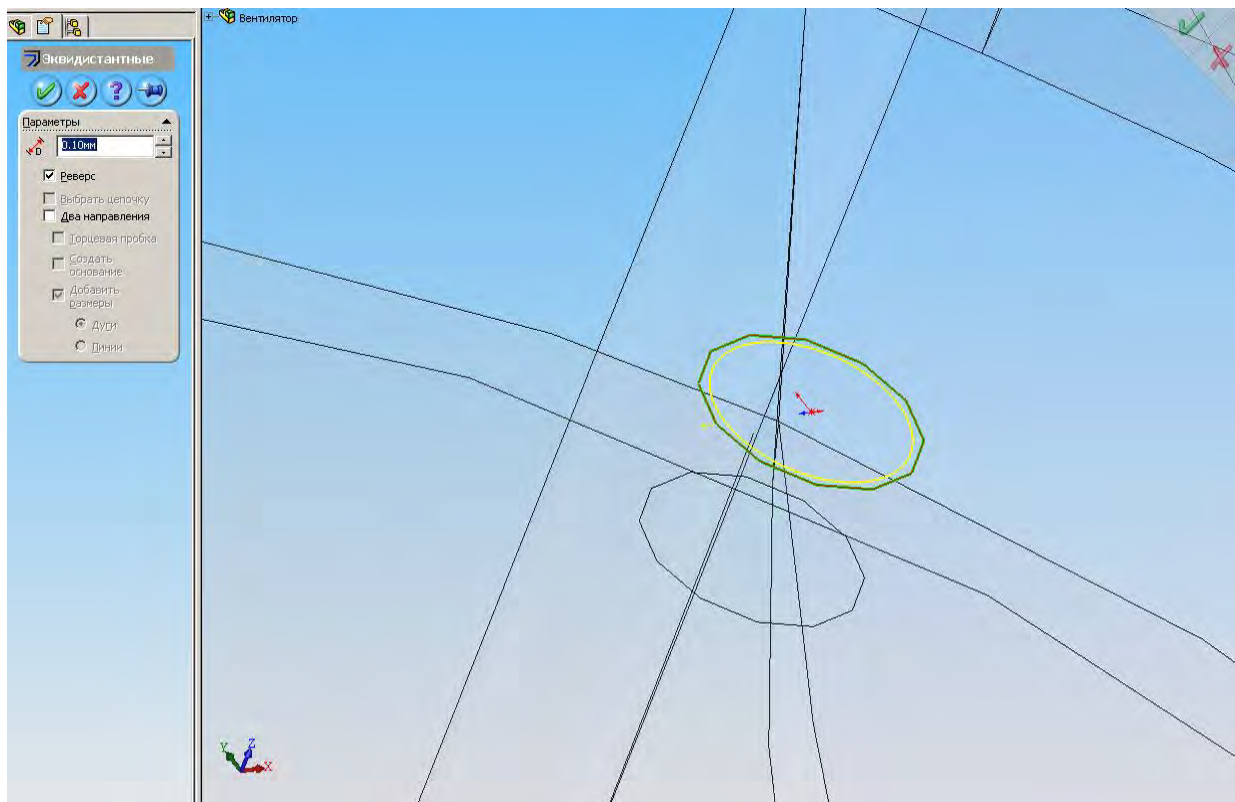 Вентилятор
Эквидистантные
?
Параметры
D
0.10мм
Реверс
Выбрать цепочку
Два направления
Торцевая пробка
Создать
основание
Добавить
размеры
Дуги
Линии
Y
Z
X